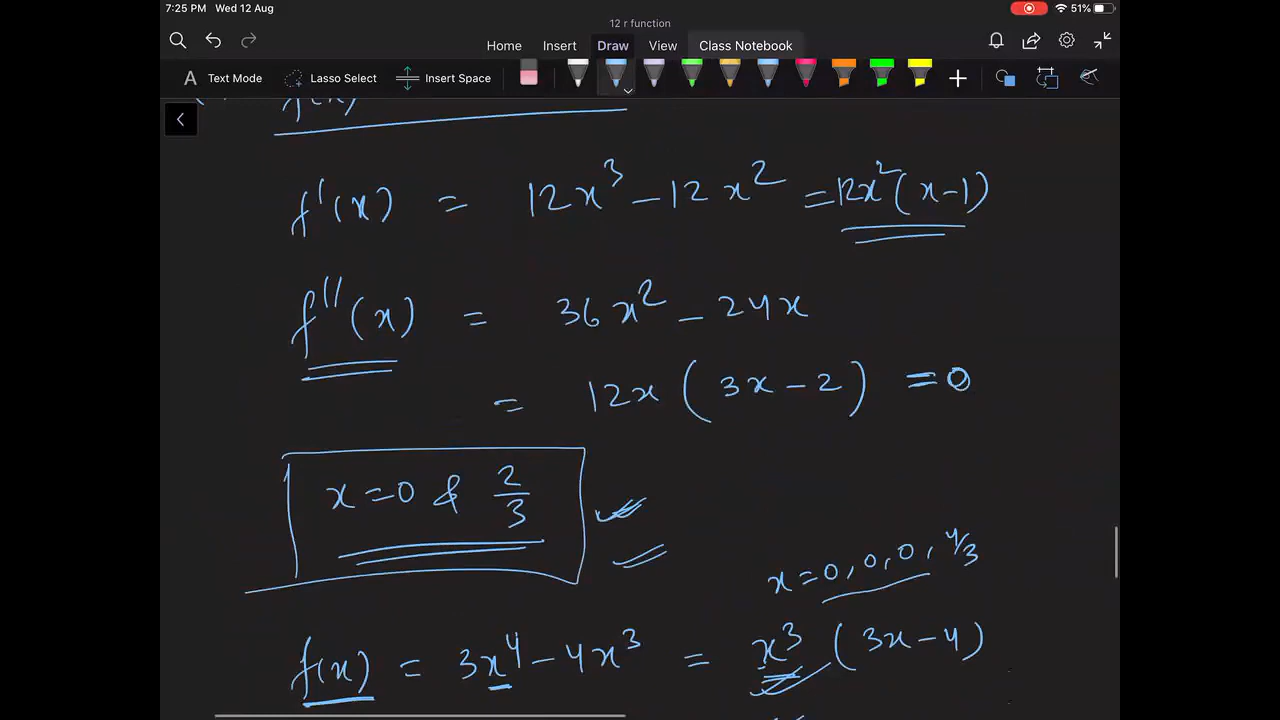 7:25 PM Wed 12 Aug 51%
12 r function
Home Insert Draw View Class Notebook
Text Mode Lasso Select Insert Space
f'(x) = 12x³ - 12x² = 12x²(x-1)
f''(x) = 36x² - 24x
= 12x (3x-2) = 0
x=0 & 2/3
x=0,0,0,4/3
f(x) = 3x⁴ - 4x³ = x³ (3x-4)